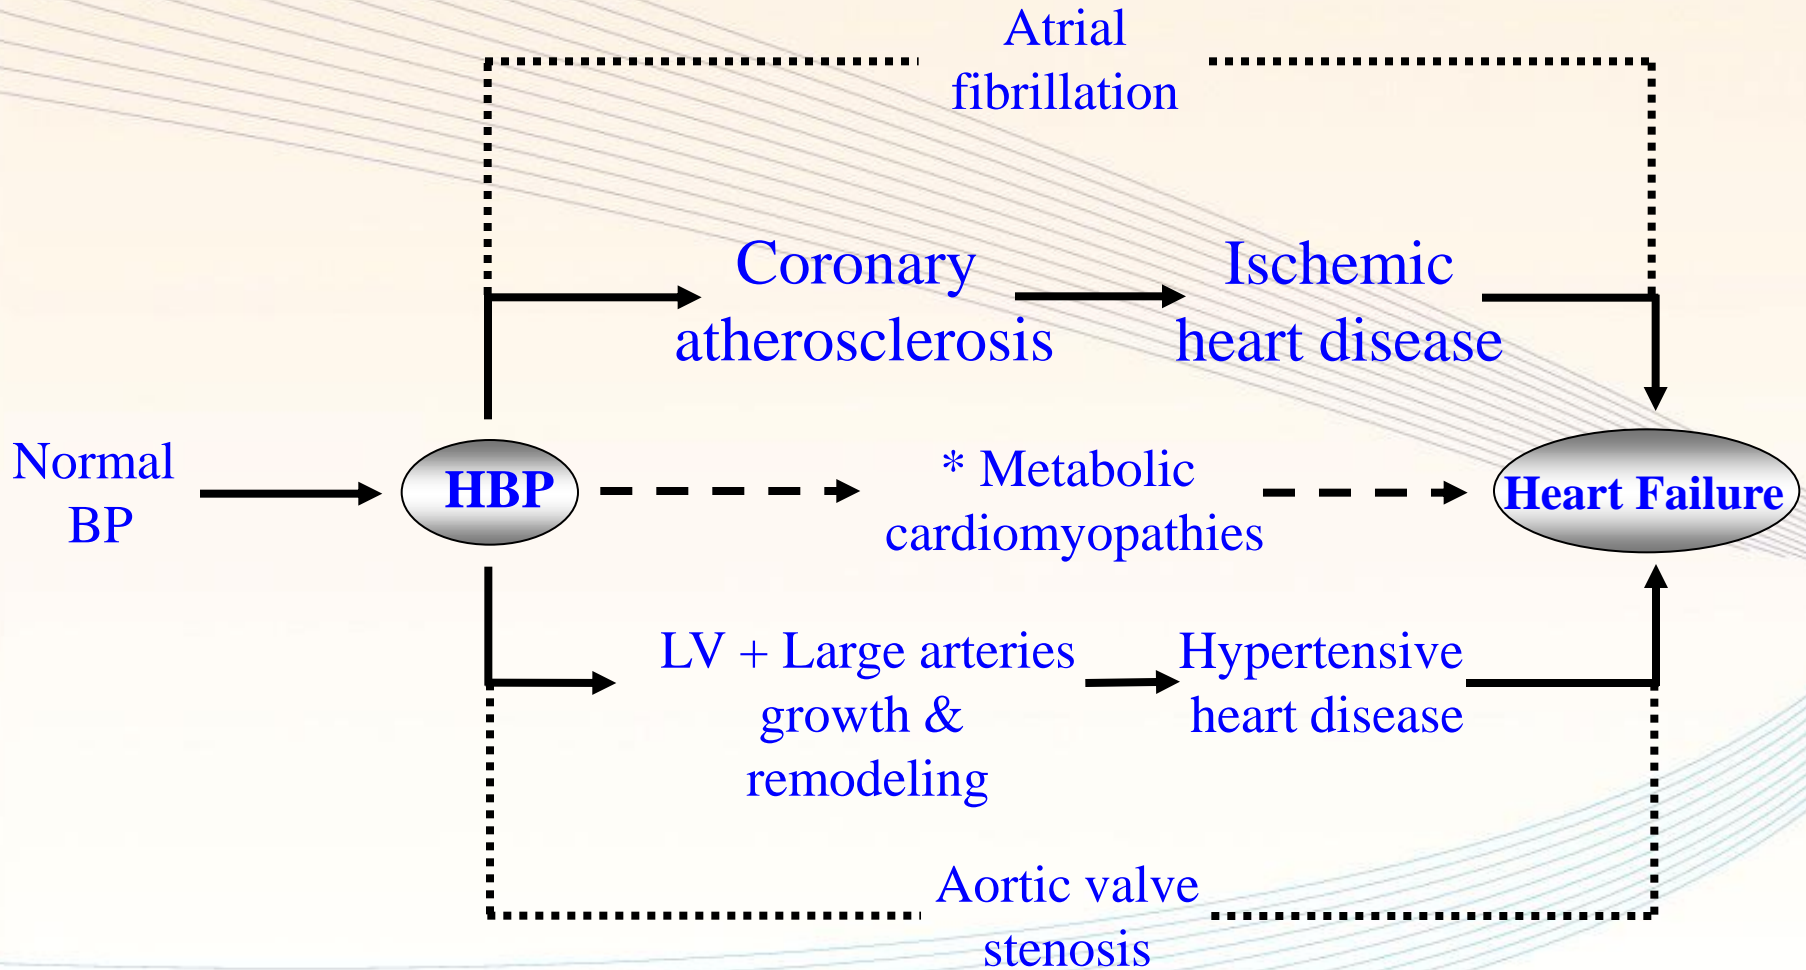 Atrial
fibrillation
Coronary
atherosclerosis
Ischemic
heart disease
Normal
BP
HBP
* Metabolic
cardiomyopathies
Heart Failure
LV + Large arteries
growth &
remodeling
Hypertensive
heart disease
Aortic valve
stenosis